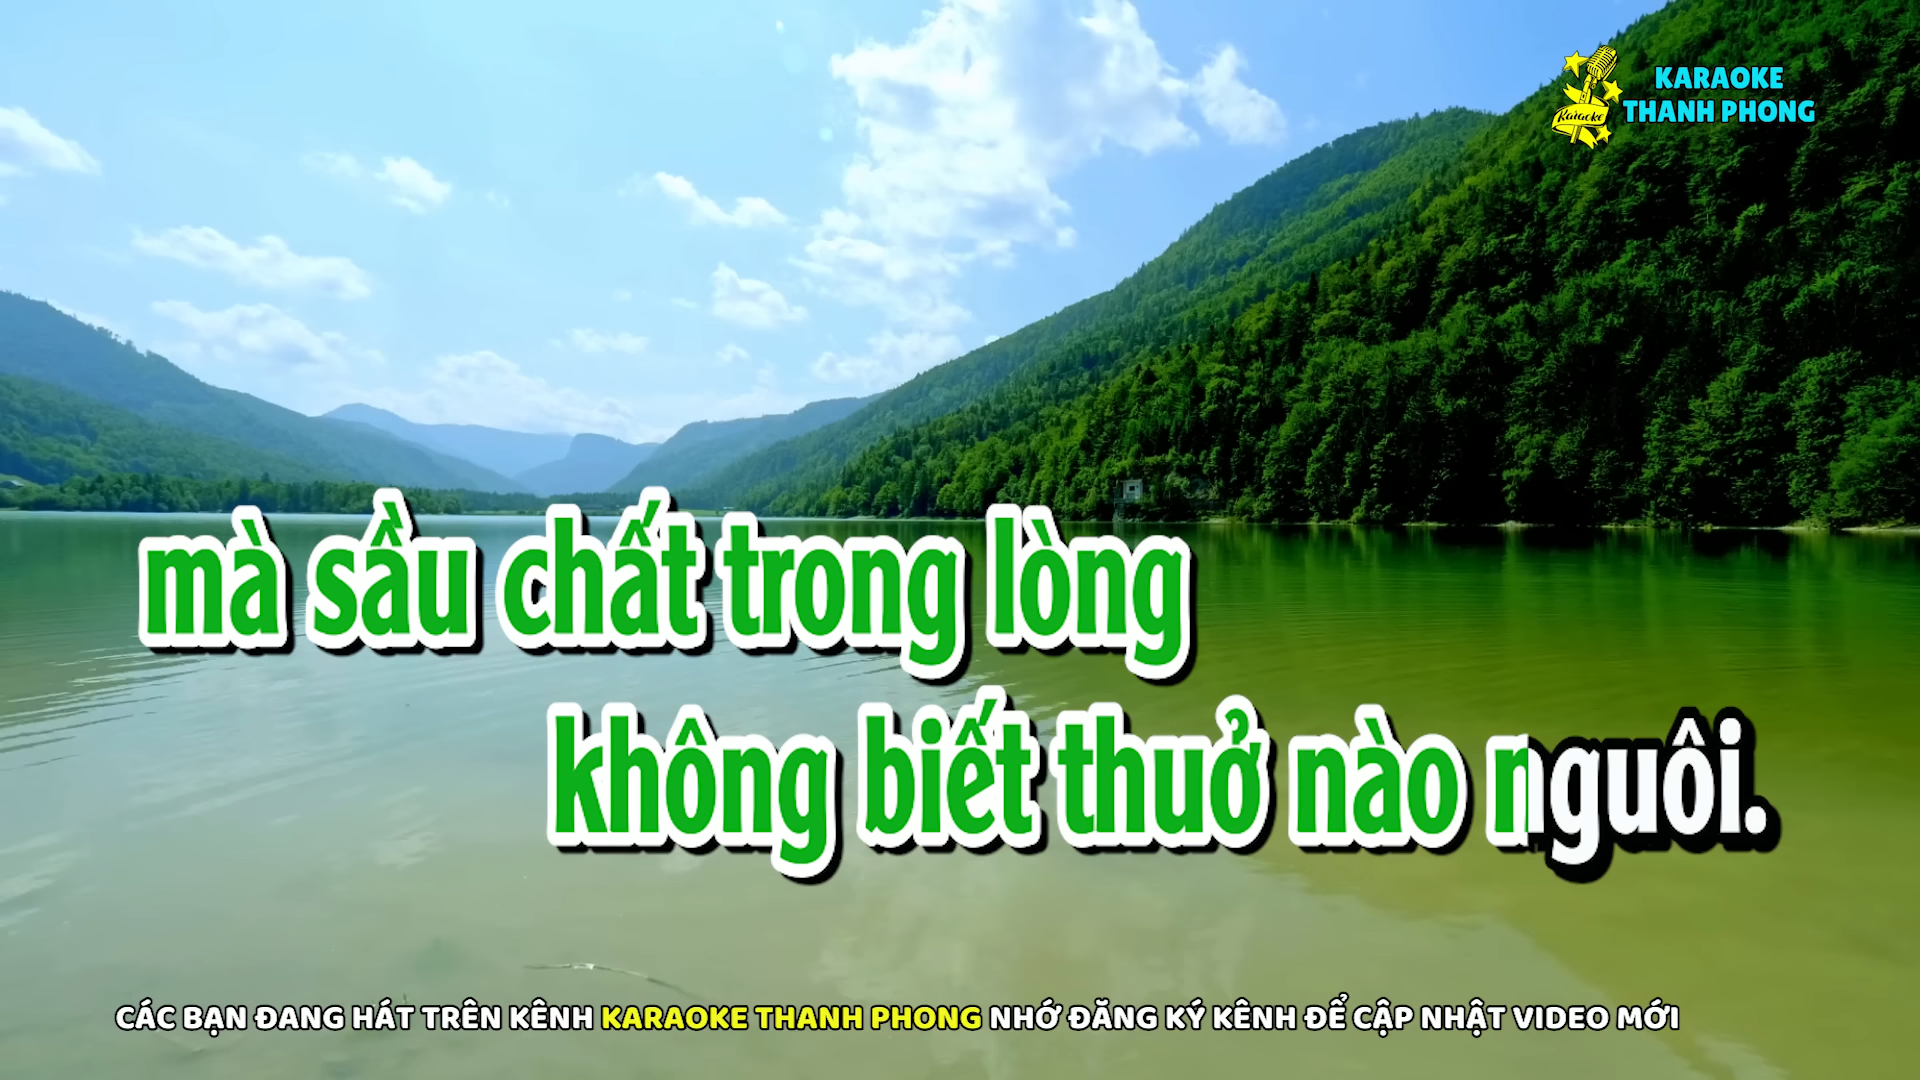 KARAOKE
THANH PHONG
Karaoke
mà sầu chất trong lòng
không biết thuở nào nguôi.
CÁC BẠN ĐANG HÁT TRÊN KÊNH KARAOKE THANH PHONG NHỚ ĐĂNG KÝ KÊNH ĐỂ CẬP NHẬT VIDEO MỚI